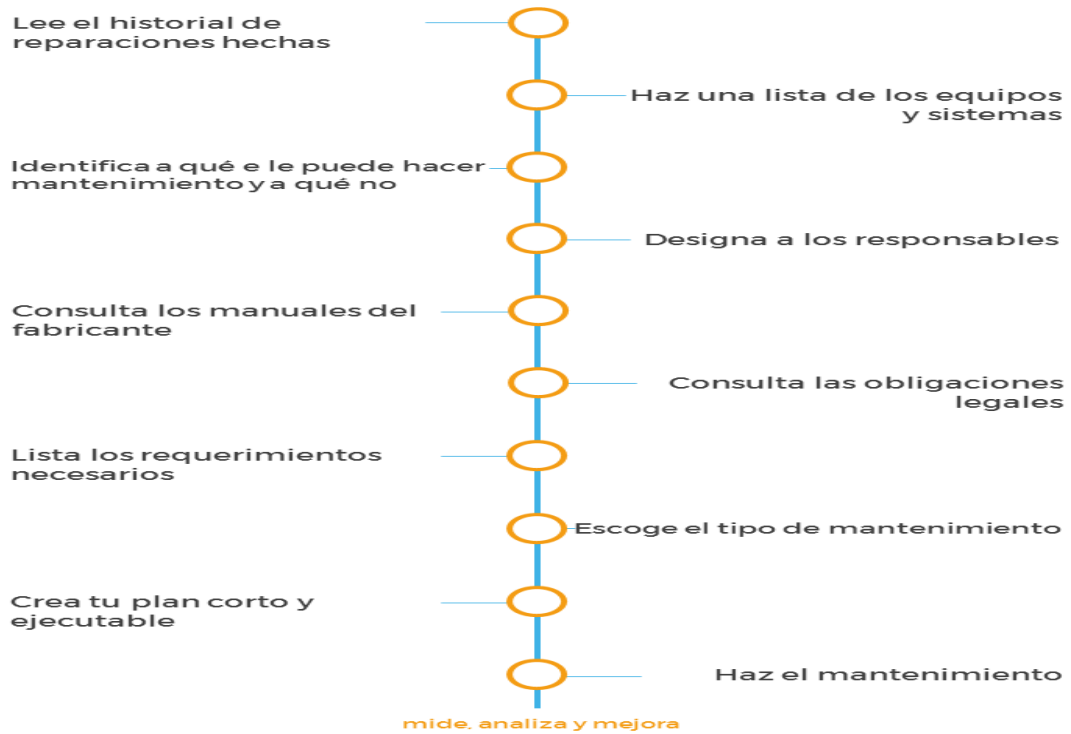 Lee el historial de
reparaciones hechas
Haz una lista de los equipos
y sistemas
Identifica a qué e le puede hacer
mantenimiento y a qué no
Designa a los responsables
Consulta los manuales del
fabricante
Consulta las obligaciones
legales
Lista los requerimientos
necesarios
Escoge el tipo de mantenimiento
Crea tu plan corto y
ejecutable
Haz el mantenimiento
mide, analiza y mejora